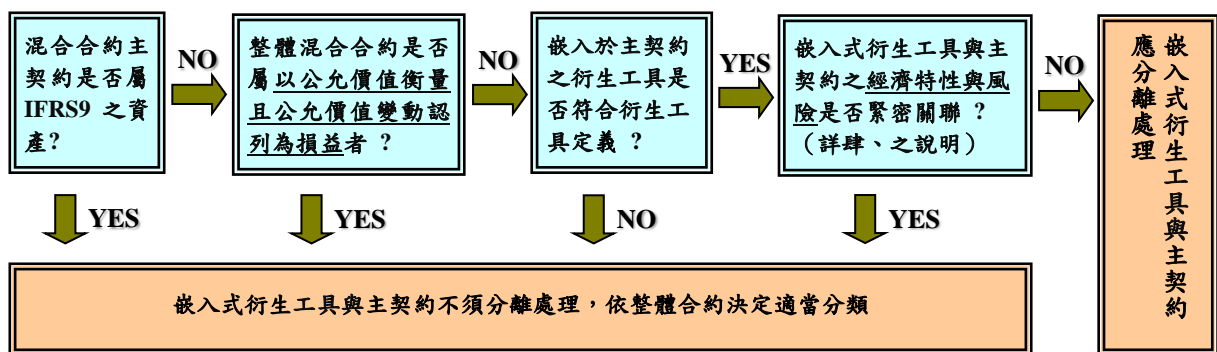 混合合約主
契約是否屬
IFRS9 之資
產?
NO
整體混合合約是否
屬以公允價值衡量
且公允價值變動認
列為損益者 ?
NO
嵌入於主契約
之衍生工具是
否符合衍生工
具定義 ?
YES
嵌入式衍生工具與主
契約之經濟特性與風
險是否緊密關聯 ?
(詳肆、之說明)
NO
嵌入式衍生工具與主契約
應分離處理
YES
YES
NO
YES
嵌入式衍生工具與主契約不須分離處理,依整體合約決定適當分類